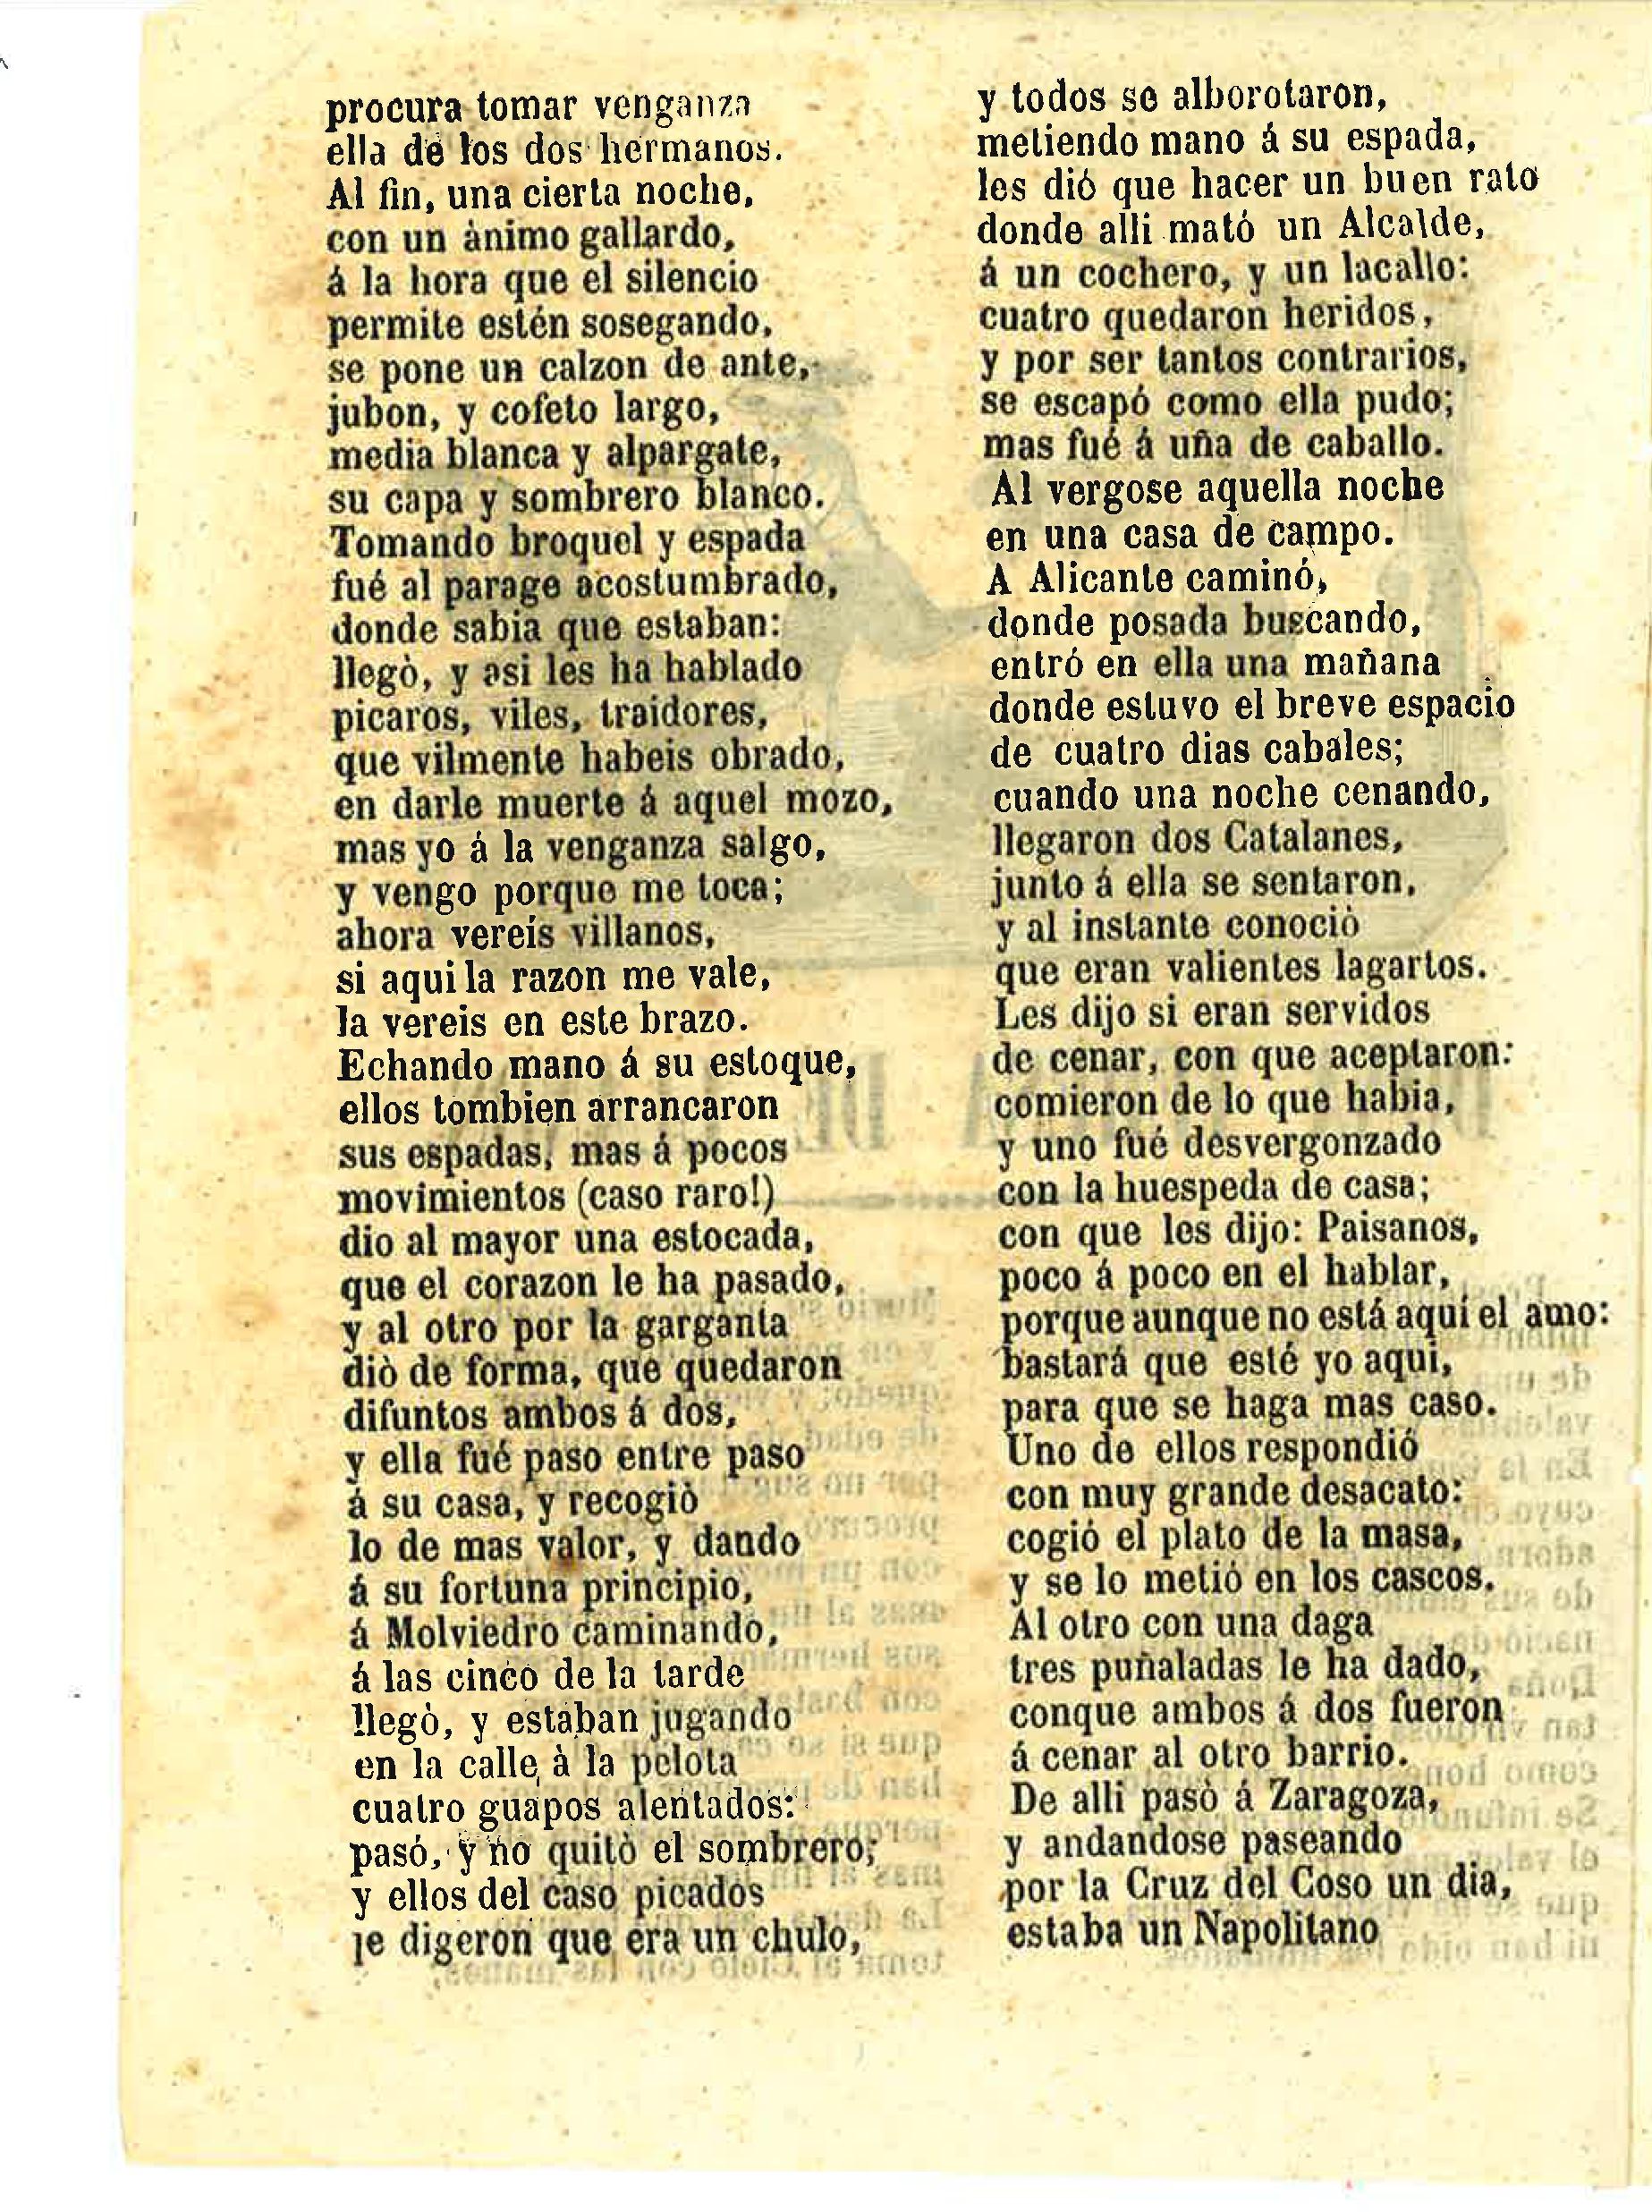 procura tomar venganza
ella de los dos hermanos.
Al fin, una cierta noche,
con un ànimo gallardo,
á la hora que el silencio
permite estén sosegando,
se pone un calzon de ante,
jubon, y cofeto largo,
media blanca y alpargate,
su capa y sombrero blanco.
Tomando broquel y espada
fué al parage acostumbrado,
donde sabia que estaban:
llegò, y asi les ha hablado
picaros, viles, traidores,
que vilmente habeis obrado,
en darle muerte á aquel mozo,
mas yo á la venganza salgo,
y vengo porque me toca;
ahora vereis villanos,
si aqui la razon me vale,
la vereis en este brazo.
Echando mano á su estoque,
ellos tombien arrancaron
sus espadas, mas á pocos
movimientos (caso raro!)
dio al mayor una estocada,
que el corazon le ha pasado,
y al otro por la garganta
diò de forma, que quedaron
difuntos ambos á dos,
y ella fué paso entre paso
á su casa, y recogiò
lo de mas valor, y dando
á su fortuna principio,
á Molviedro caminando,
á las cinco de la tarde
llegò, y estaban jugando
en la calle à la pelota
cuatro guapos alentados:
pasó, y no quitò el sombrero;
y ellos del caso picados
le digeron que era un chulo,
y todos se alborotaron,
metiendo mano á su espada,
les dió que hacer un buen rato
donde alli mató un Alcalde,
á un cochero, y un lacallo:
cuatro quedaron heridos,
y por ser tantos contrarios,
se escapó como ella pudo;
mas fué á uña de caballo.
Al vergose aquella noche
en una casa de campo.
A Alicante caminó,
donde posada buscando,
entró en ella una mañana
donde estuvo el breve espacio
de cuatro dias cabales;
cuando una noche cenando,
llegaron dos Catalanes,
junto á ella se sentaron,
y al instante conociò
que eran valientes lagartos.
Les dijo si eran servidos
de cenar, con que aceptaron:
comieron de lo que habia,
y uno fué desvergonzado
con la huespeda de casa;
con que les dijo: Paisanos,
poco á poco en el hablar,
porque aunque no está aqui el amo:
bastará que esté yo aqui,
para que se haga mas caso.
Uno de ellos respondió
con muy grande desacato:
cogió el plato de la masa,
y se lo metió en los cascos.
Al otro con una daga
tres puñaladas le ha dado,
conque ambos á dos fueron
á cenar al otro barrio.
De alli pasò á Zaragoza,
y andandose paseando
por la Cruz del Coso un dia,
estaba un Napolitano